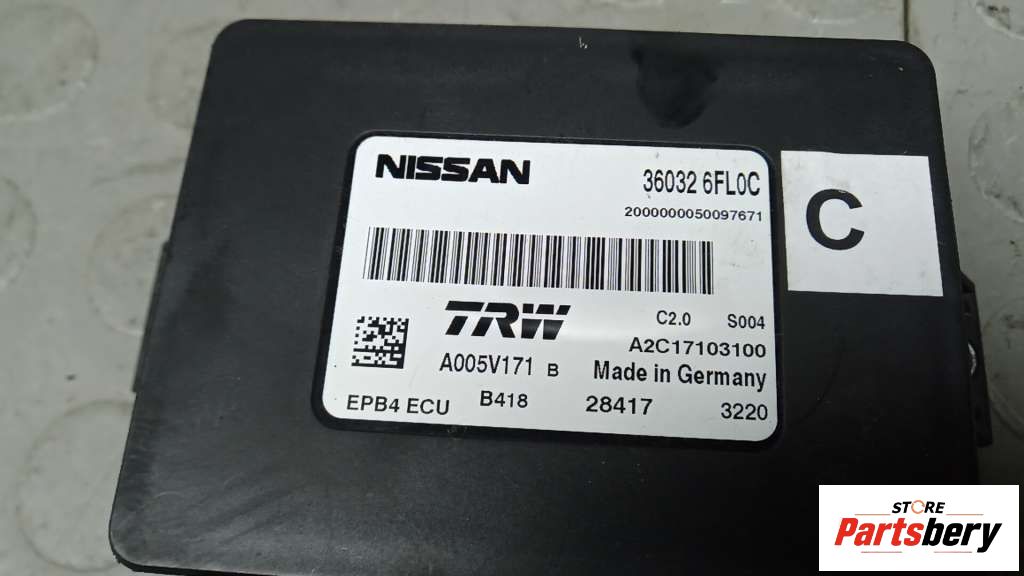 NISSAN
36032 6FL0C
2000000050097671
C
TRW
C2.0 S004
A2C17103100
A005V171 B
Made in Germany
EPB4 ECU
B418
28417
3220
STORE
Partsbery